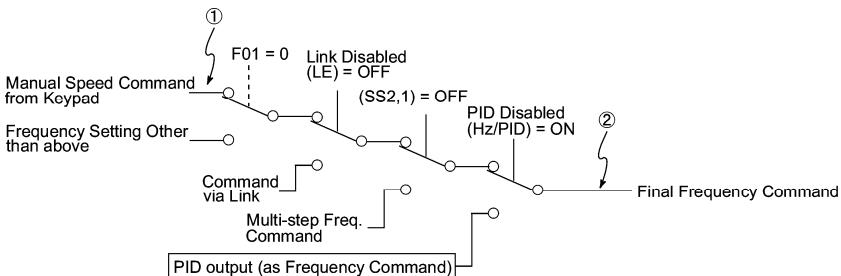 ①
F01 = 0
Link Disabled
(LE) = OFF
Manual Speed Command
from Keypad
(SS2,1) = OFF
PID Disabled
(Hz/PID) = ON
②
Frequency Setting Other
than above
Command
via Link
Final Frequency Command
Multi-step Freq.
Command
PID output (as Frequency Command)